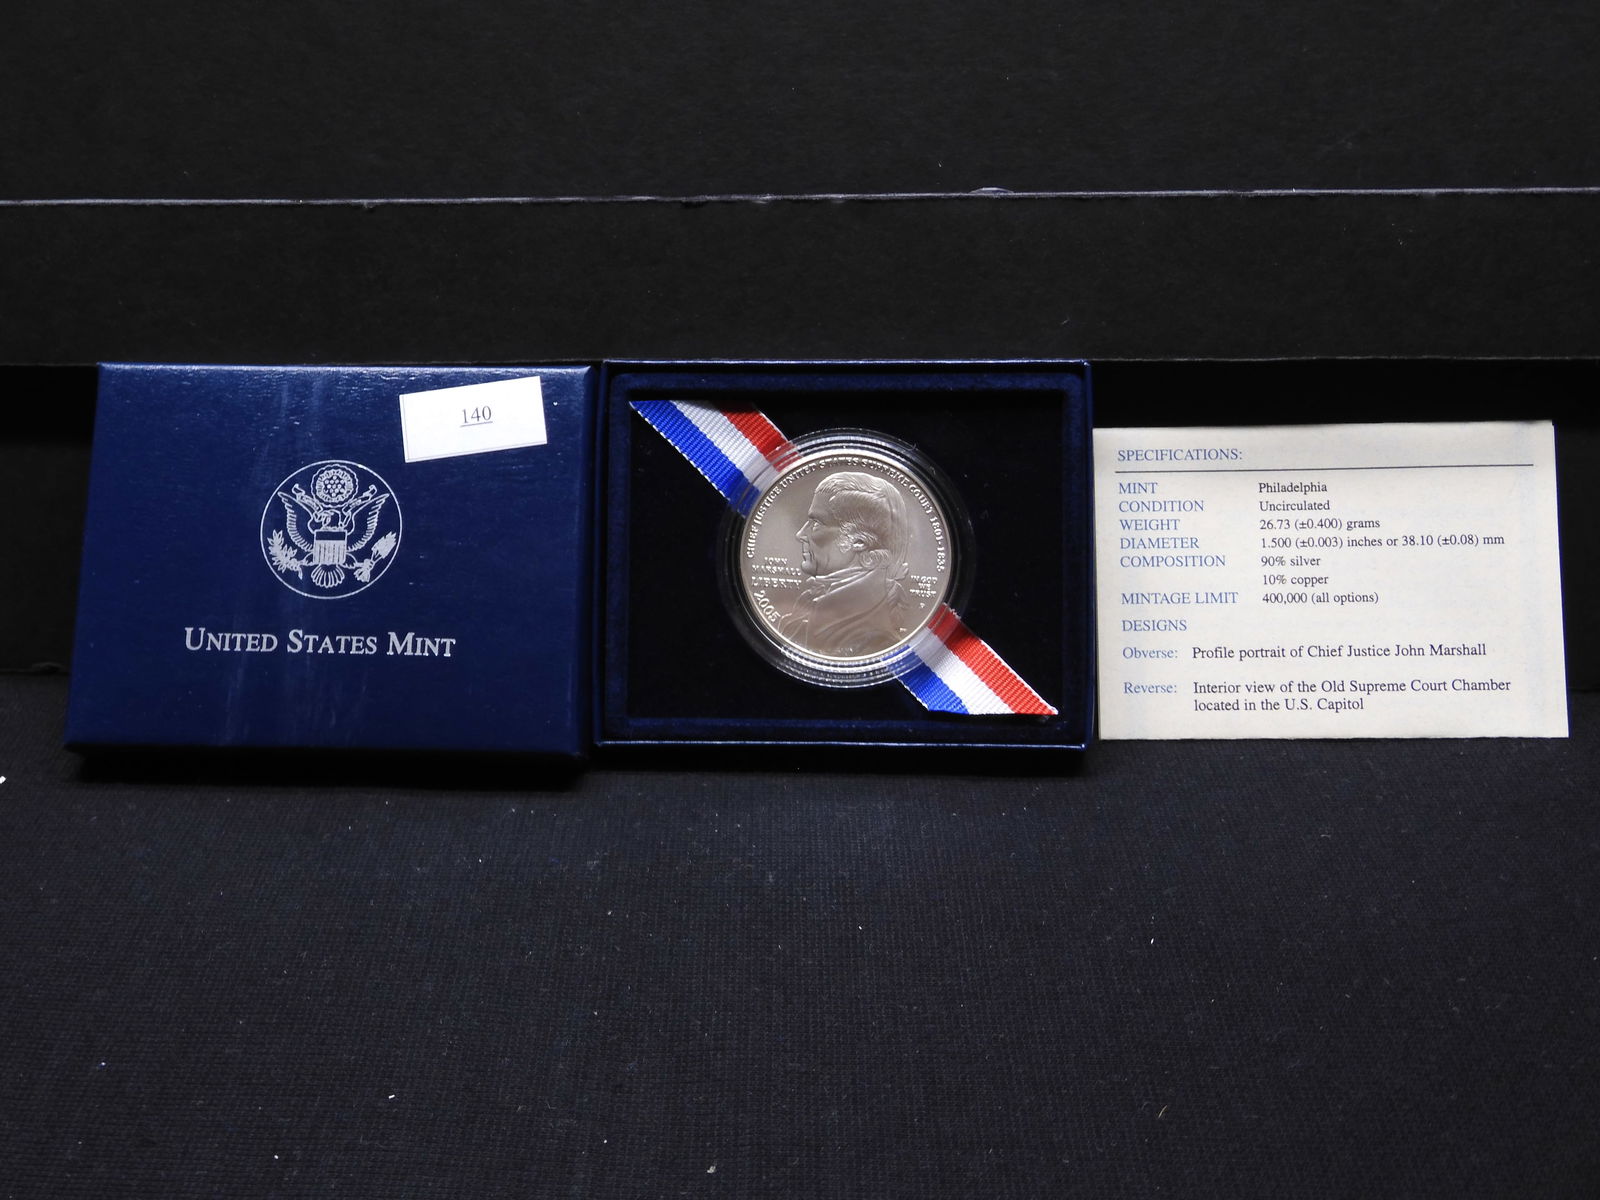 140
UNITED STATES MINT
CHIEF JUSTICE UNITED STATES SUPREME COURT 1801-1835
JOHN
MARSHALL
LIBERTY
2005
IN GOD
WE
TRUST
P
SPECIFICATIONS:
MINT Philadelphia
CONDITION Uncirculated
WEIGHT 26.73 (±0.400) grams
DIAMETER 1.500 (±0.003) inches or 38.10 (±0.08) mm
COMPOSITION 90% silver
10% copper
MINTAGE LIMIT 400,000 (all options)
DESIGNS
Obverse: Profile portrait of Chief Justice John Marshall
Reverse: Interior view of the Old Supreme Court Chamber
located in the U.S. Capitol